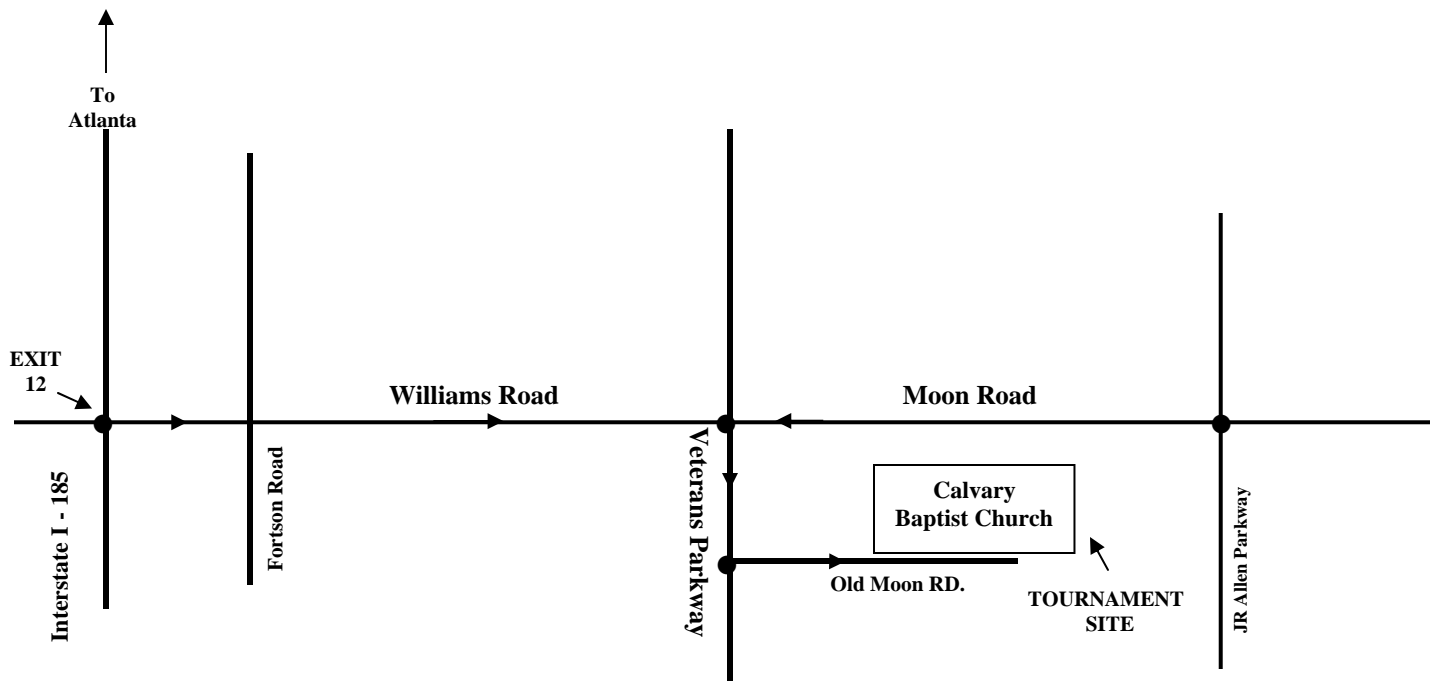 To
Atlanta
EXIT
12
Williams Road
Moon Road
Interstate I - 185
Fortson Road
Veterans Parkway
Calvary
Baptist Church
Old Moon RD.
TOURNAMENT
SITE
JR Allen Parkway